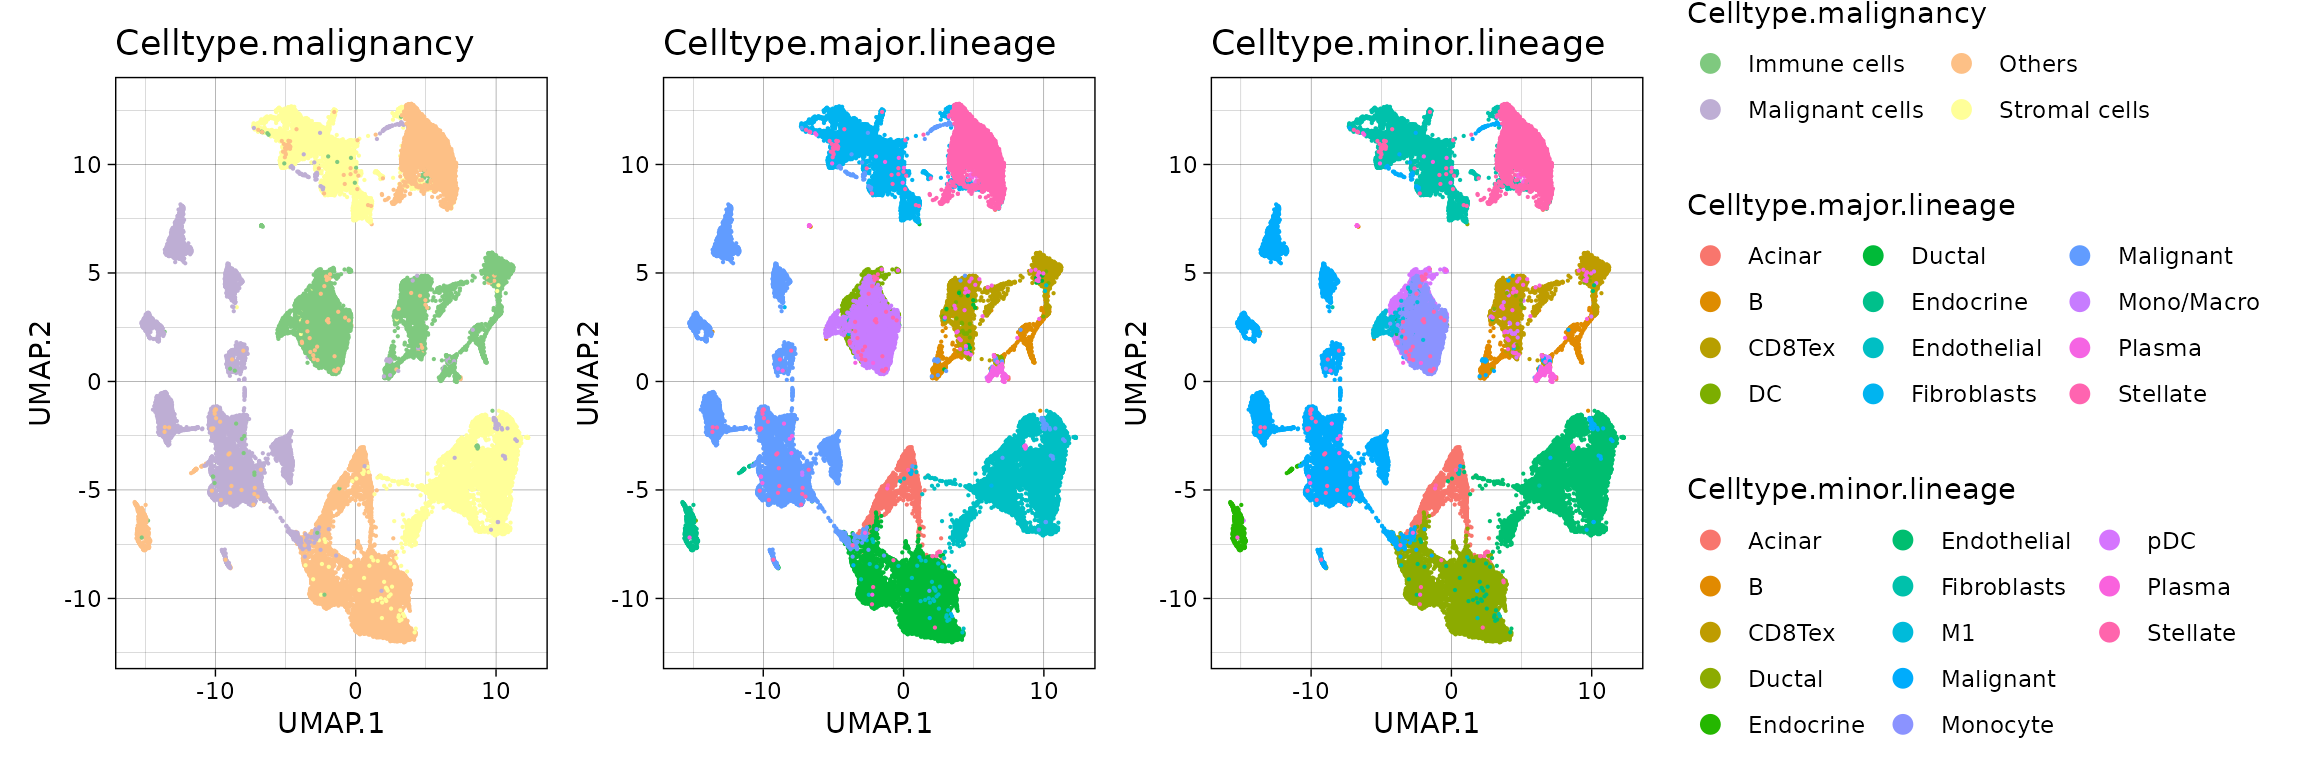 Celltype.malignancy
10
5
0
-5
-10
-10
0
10
UMAP.1
UMAP.2
Celltype.major.lineage
10
5
0
-5
-10
-10
0
10
UMAP.1
UMAP.2
Celltype.minor.lineage
10
5
0
-5
-10
-10
0
10
UMAP.1
UMAP.2
Celltype.malignancy
Immune cells
Malignant cells
Others
Stromal cells
Celltype.major.lineage
Acinar
B
CD8Tex
DC
Ductal
Endocrine
Endothelial
Fibroblasts
Malignant
Mono/Macro
Plasma
Stellate
Celltype.minor.lineage
Acinar
B
CD8Tex
Ductal
Endocrine
Endothelial
Fibroblasts
M1
Malignant
Monocyte
pDC
Plasma
Stellate